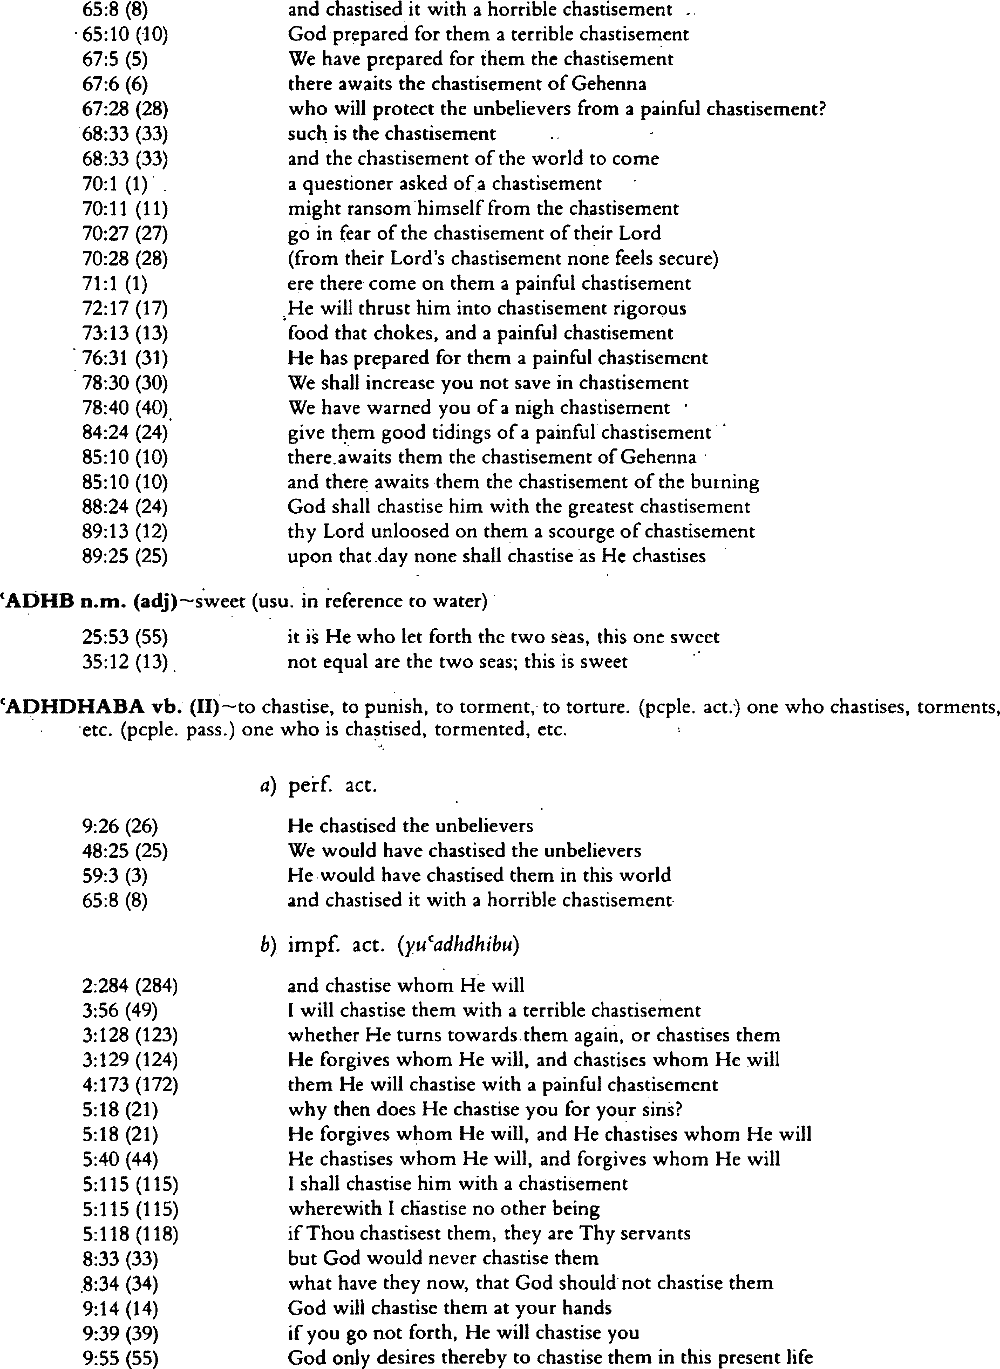 65:8 (8) and chastised it with a horrible chastisement
65:10 (10) God prepared for them a terrible chastisement
67:5 (5) We have prepared for them the chastisement
67:6 (6) there awaits the chastisement of Gehenna
67:28 (28) who will protect the unbelievers from a painful chastisement?
68:33 (33) such is the chastisement
68:33 (33) and the chastisement of the world to come
70:1 (1) a questioner asked of a chastisement
70:11 (11) might ransom himself from the chastisement
70:27 (27) go in fear of the chastisement of their Lord
70:28 (28) (from their Lord's chastisement none feels secure)
71:1 (1) ere there come on them a painful chastisement
72:17 (17) He will thrust him into chastisement rigorous
73:13 (13) food that chokes, and a painful chastisement
76:31 (31) He has prepared for them a painful chastisement
78:30 (30) We shall increase you not save in chastisement
78:40 (40) We have warned you of a nigh chastisement
84:24 (24) give them good tidings of a painful chastisement
85:10 (10) there awaits them the chastisement of Gehenna
85:10 (10) and there awaits them the chastisement of the burning
88:24 (24) God shall chastise him with the greatest chastisement
89:13 (12) thy Lord unloosed on them a scourge of chastisement
89:25 (25) upon that day none shall chastise as He chastises
ʿADHB n.m. (adj)~sweet (usu. in reference to water)
25:53 (55) it is He who let forth the two seas, this one sweet
35:12 (13) not equal are the two seas; this is sweet
ʿADHDHABA vb. (II)~to chastise, to punish, to torment, to torture. (pcple. act.) one who chastises, torments,
etc. (pcple. pass.) one who is chastised, tormented, etc.
a) perf. act.
9:26 (26) He chastised the unbelievers
48:25 (25) We would have chastised the unbelievers
59:3 (3) He would have chastised them in this world
65:8 (8) and chastised it with a horrible chastisement
b) impf. act. (yuʿadhdhibu)
2:284 (284) and chastise whom He will
3:56 (49) I will chastise them with a terrible chastisement
3:128 (123) whether He turns towards them again, or chastises them
3:129 (124) He forgives whom He will, and chastises whom He will
4:173 (172) them He will chastise with a painful chastisement
5:18 (21) why then does He chastise you for your sins?
5:18 (21) He forgives whom He will, and He chastises whom He will
5:40 (44) He chastises whom He will, and forgives whom He will
5:115 (115) I shall chastise him with a chastisement
5:115 (115) wherewith I chastise no other being
5:118 (118) if Thou chastisest them, they are Thy servants
8:33 (33) but God would never chastise them
8:34 (34) what have they now, that God should not chastise them
9:14 (14) God will chastise them at your hands
9:39 (39) if you go not forth, He will chastise you
9:55 (55) God only desires thereby to chastise them in this present life